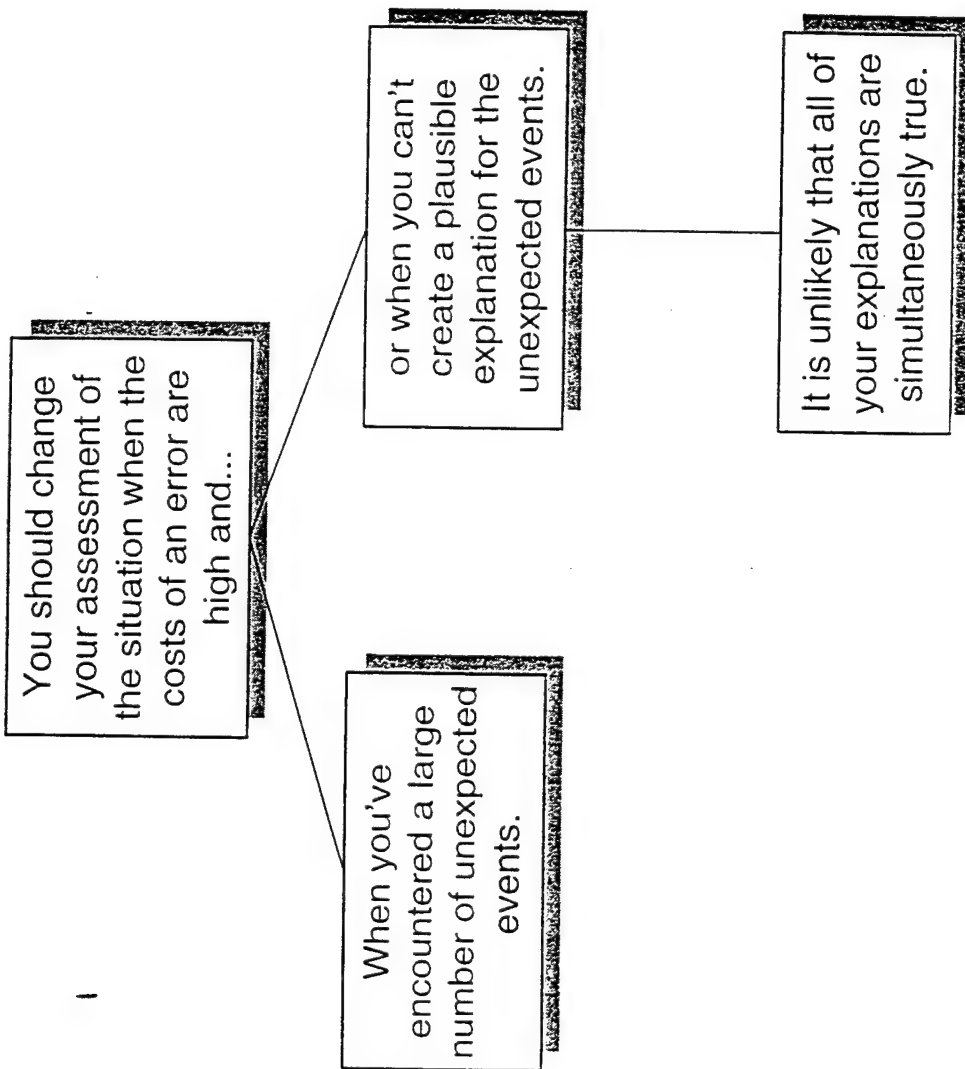 You should change
your assessment of
the situation when the
costs of an error are
high and...
When you've
encountered a large
number of unexpected
events.
or when you can't
create a plausible
explanation for the
unexpected events.
It is unlikely that all of
your explanations are
simultaneously true.